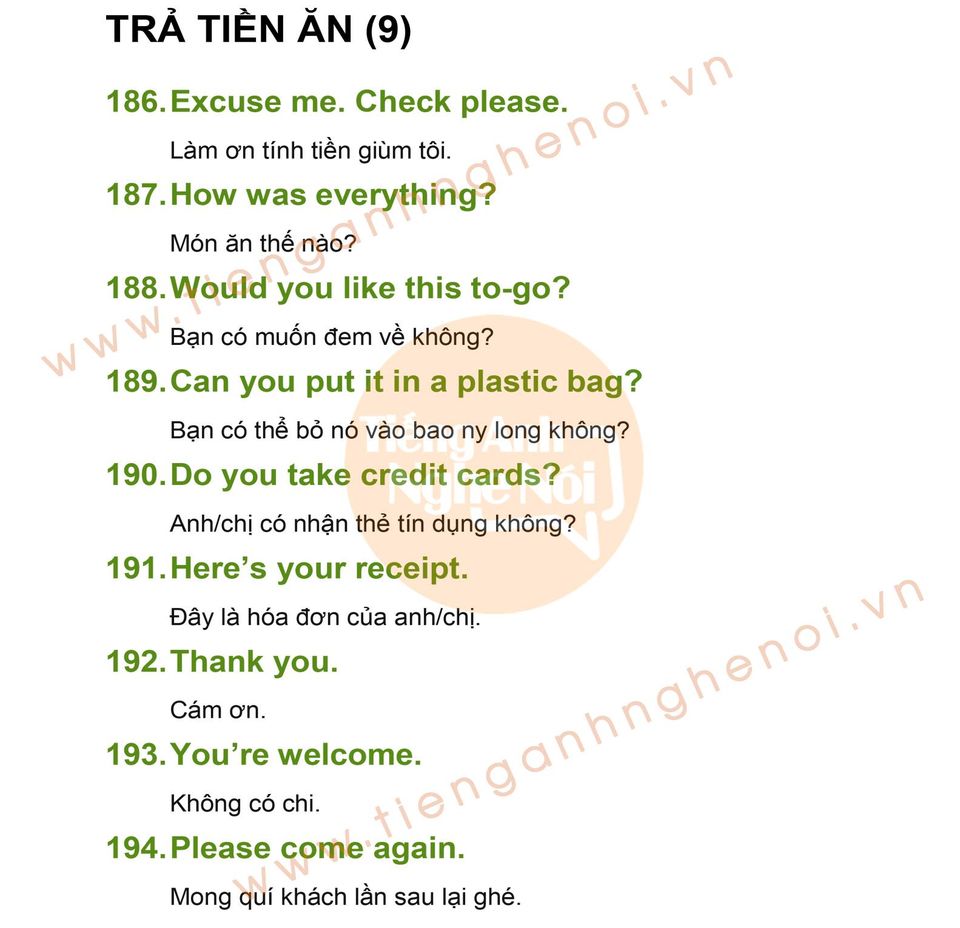 TRẢ TIỀN ĂN (9)
186. Excuse me. Check please.
Làm ơn tính tiền giùm tôi.
187. How was everything?
Món ăn thế nào?
188. Would you like this to-go?
Bạn có muốn đem về không?
189. Can you put it in a plastic bag?
Bạn có thể bỏ nó vào bao ny long không?
190. Do you take credit cards?
Anh/chị có nhận thẻ tín dụng không?
191. Here’s your receipt.
Đây là hóa đơn của anh/chị.
192. Thank you.
Cám ơn.
193. You’re welcome.
Không có chi.
194. Please come again.
Mong quí khách lần sau lại ghé.
www.tienganhnghenoi.vn
Tiếng Anh
Nghe Nói
www.tienganhnghenoi.vn